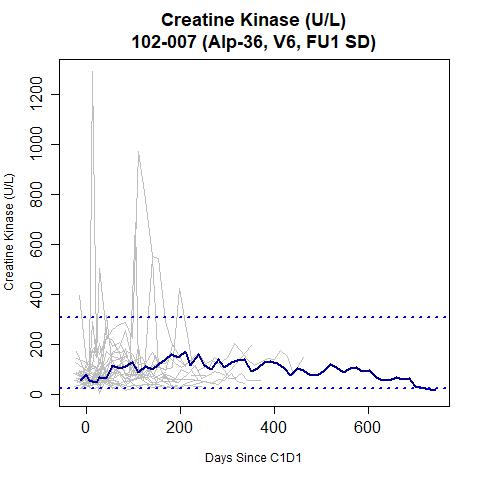 Creatine Kinase (U/L)
102-007 (Alp-36, V6, FU1 SD)
Creatine Kinase (U/L)
1200
1000
800
600
400
200
0
0 200 400 600
Days Since C1D1